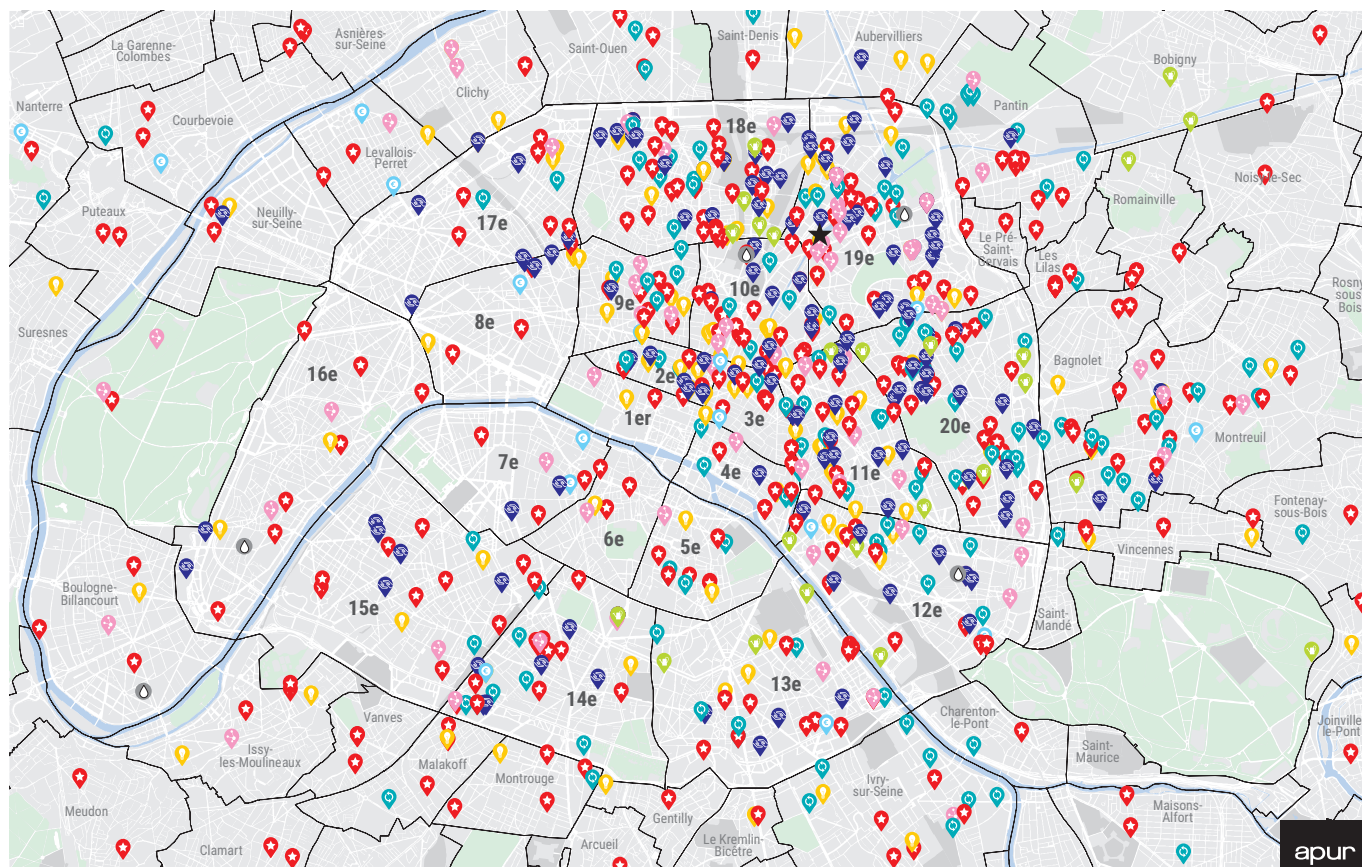 La Garenne-
Colombes
Asnières-
sur-Seine
Saint-Ouen
Saint-Denis
Aubervilliers
Bobigny
Nanterre
Courbevoie
Clichy
Pantin
Levallois-
Perret
18e
Noisy-le-Sec
Puteaux
Neuilly-
sur-Seine
17e
Romainville
Le Pré-
Saint-
Gervais
Les
Lilas
19e
10e
9e
8e
Rosny
sous
Bois
Suresnes
16e
2e
Bagnolet
1er
3e
20e
Montreuil
7e
4e
11e
6e
5e
Fontenay-
sous-Bois
Vincennes
Boulogne-
Billancourt
15e
12e
Saint-
Mandé
14e
13e
Vanves
Issy-
les-Moulineaux
Malakoff
Montrouge
Charenton-
le-Pont
Saint-
Maurice
Joinville-
le-Pont
Ivry-
sur-Seine
Meudon
Gentilly
Maisons-
Alfort
Clamart
Arcueil
Le Kremlin-
Bicêtre
apur